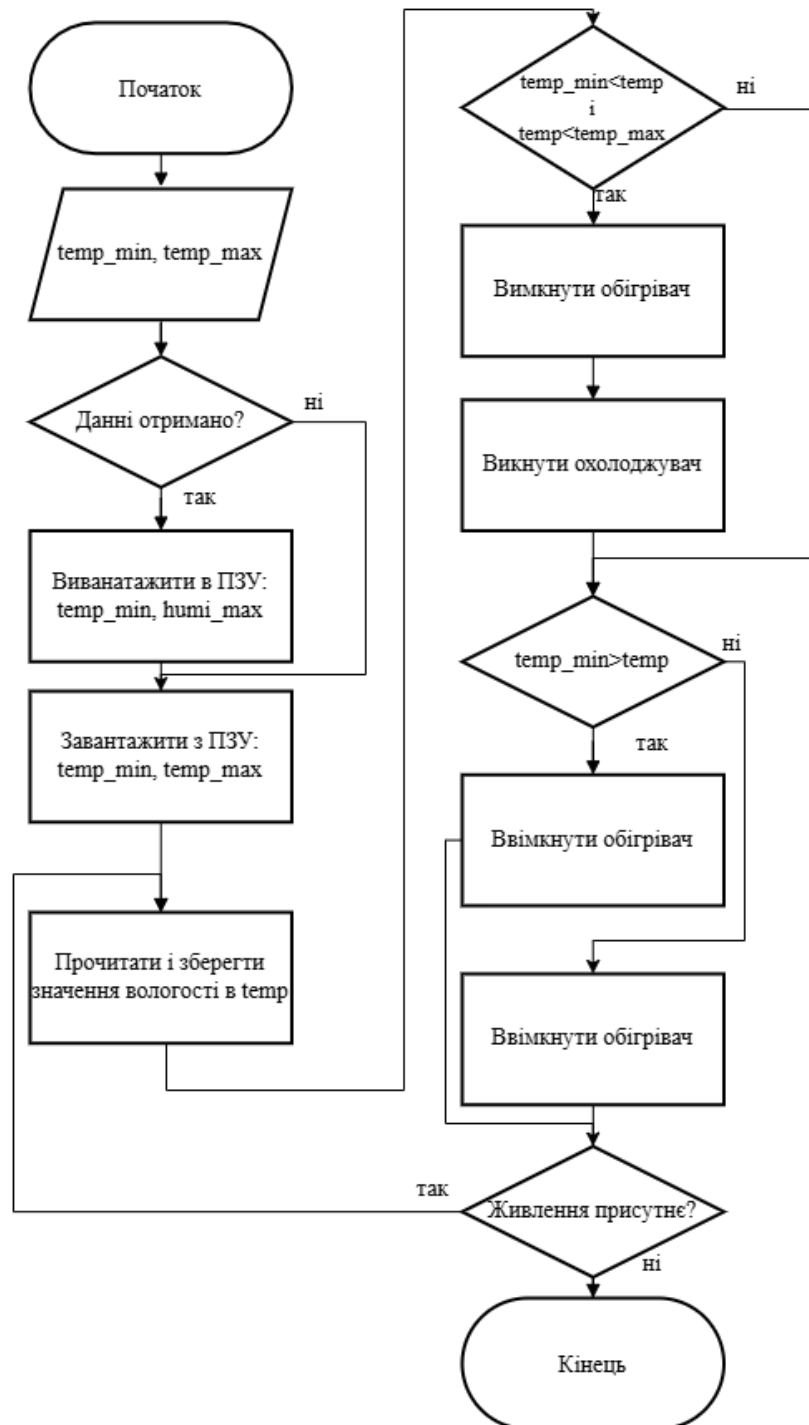 Початок
temp_min, temp_max
Данні отримано?
ні
так
Виванатажити в ПЗУ:
temp_min, humi_max
Завантажити з ПЗУ:
temp_min, temp_max
Прочитати і зберегти
значення вологості в temp
temp_min<temp
і
temp<temp_max
ні
так
Вимкнути обігрівач
Викнути охолоджувач
temp_min>temp
ні
так
Ввімкнути обігрівач
Ввімкнути обігрівач
Живлення присутнє?
так
ні
Кінець